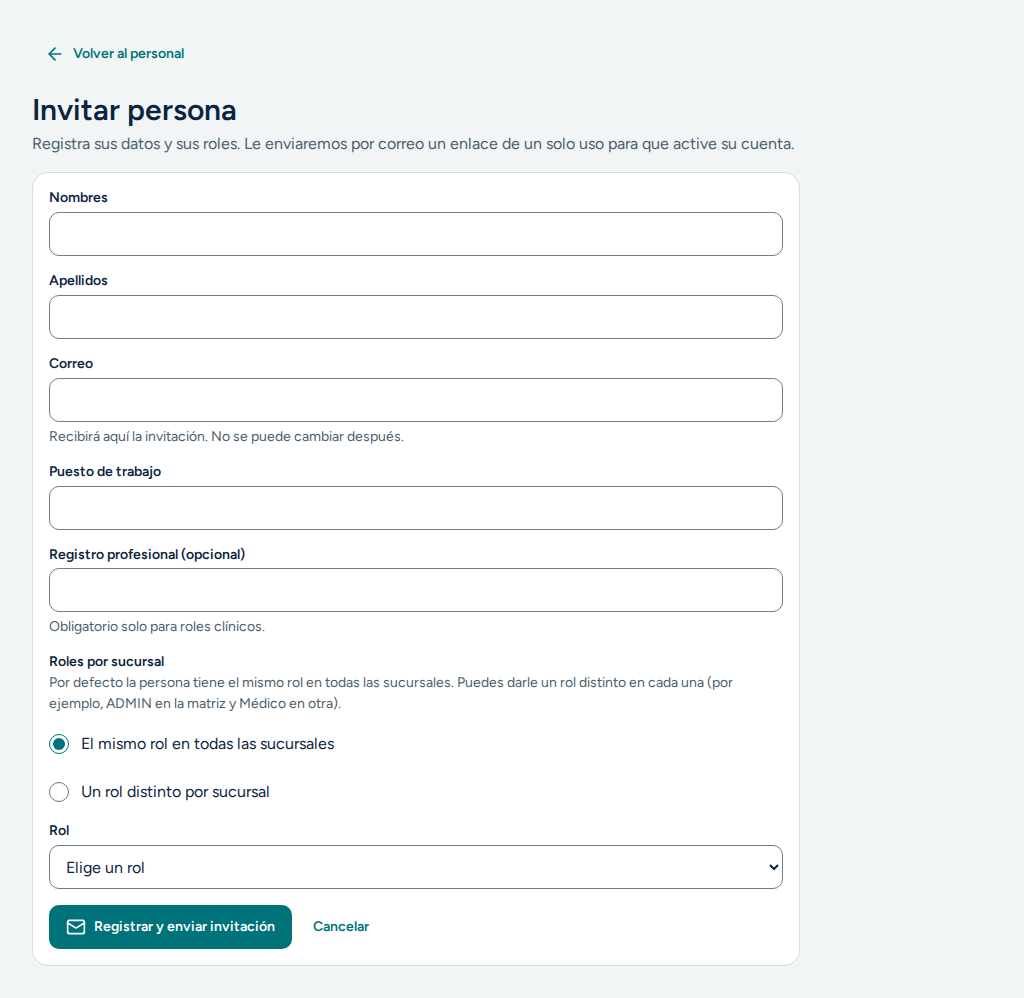 Volver al personal
Invitar persona
Registra sus datos y sus roles. Le enviaremos por correo un enlace de un solo uso para que active su cuenta.
Nombres
Apellidos
Correo
Recibirá aquí la invitación. No se puede cambiar después.
Puesto de trabajo
Registro profesional (opcional)
Obligatorio solo para roles clínicos.
Roles por sucursal
Por defecto la persona tiene el mismo rol en todas las sucursales. Puedes darle un rol distinto en cada una (por
ejemplo, ADMIN en la matriz y Médico en otra).
El mismo rol en todas las sucursales
Un rol distinto por sucursal
Rol
Elige un rol
Registrar y enviar invitación
Cancelar